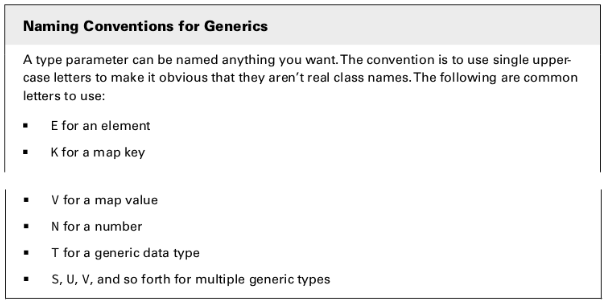 Naming Conventions for Generics
A type parameter can be named anything you want. The convention is to use single upper-
case letters to make it obvious that they aren't real class names. The following are common
letters to use:
▪ E for an element
▪ K for a map key
▪ V for a map value
▪ N for a number
▪ T for a generic data type
▪ S, U, V, and so forth for multiple generic types